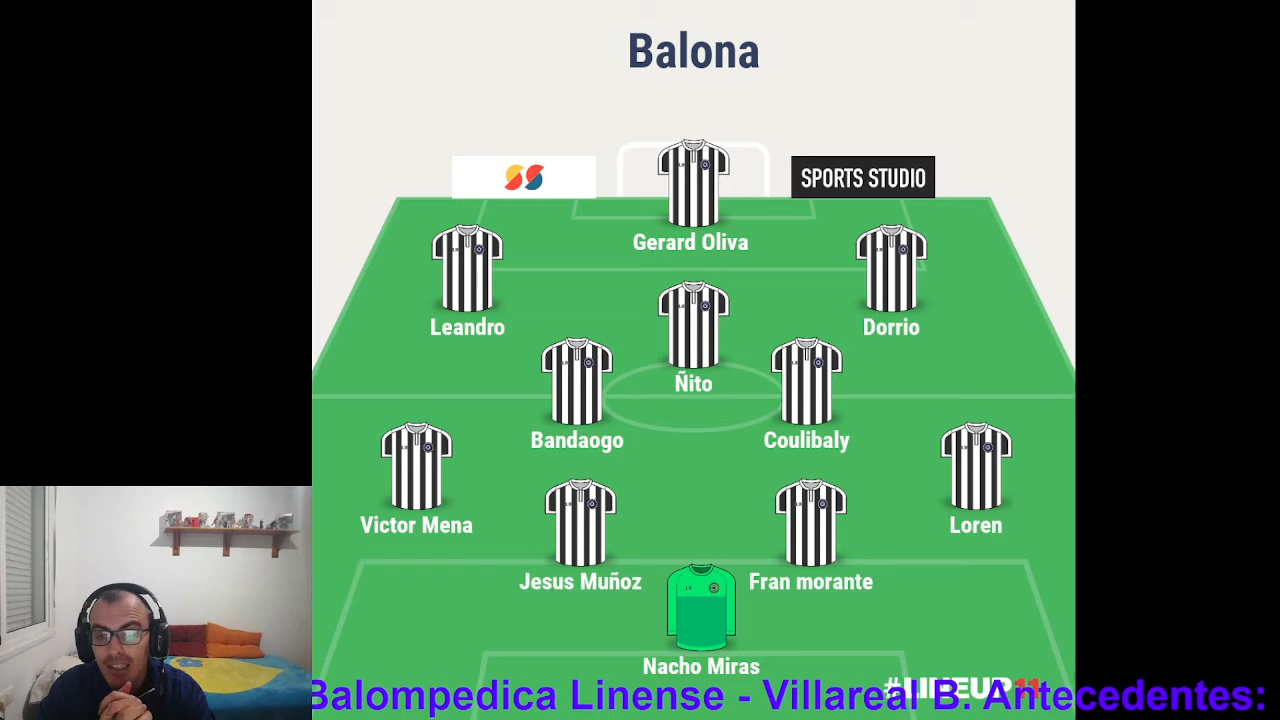 Balona
SPORTS STUDIO
Gerard Oliva
Leandro
Dorrio
Ñito
Bandaogo
Coulibaly
Victor Mena
Loren
Jesus Muñoz
Fran morante
Nacho Miras
#LINEUP11
Balompedica Linense - Villareal B. Antecedentes: